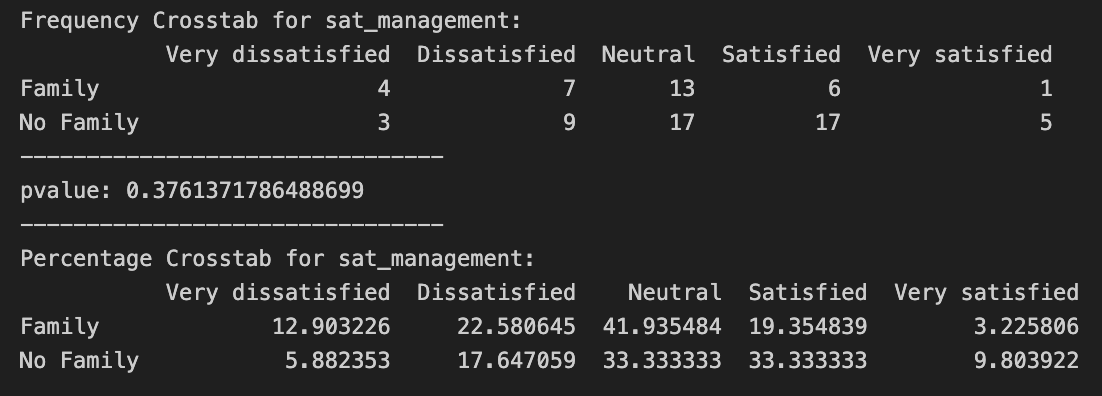 Frequency Crosstab for sat_management:
Very dissatisfied Dissatisfied Neutral Satisfied Very satisfied
Family 4 7 13 6 1
No Family 3 9 17 17 5
--------------------------------
pvalue: 0.3761371786488699
--------------------------------
Percentage Crosstab for sat_management:
Very dissatisfied Dissatisfied Neutral Satisfied Very satisfied
Family 12.903226 22.580645 41.935484 19.354839 3.225806
No Family 5.882353 17.647059 33.333333 33.333333 9.803922